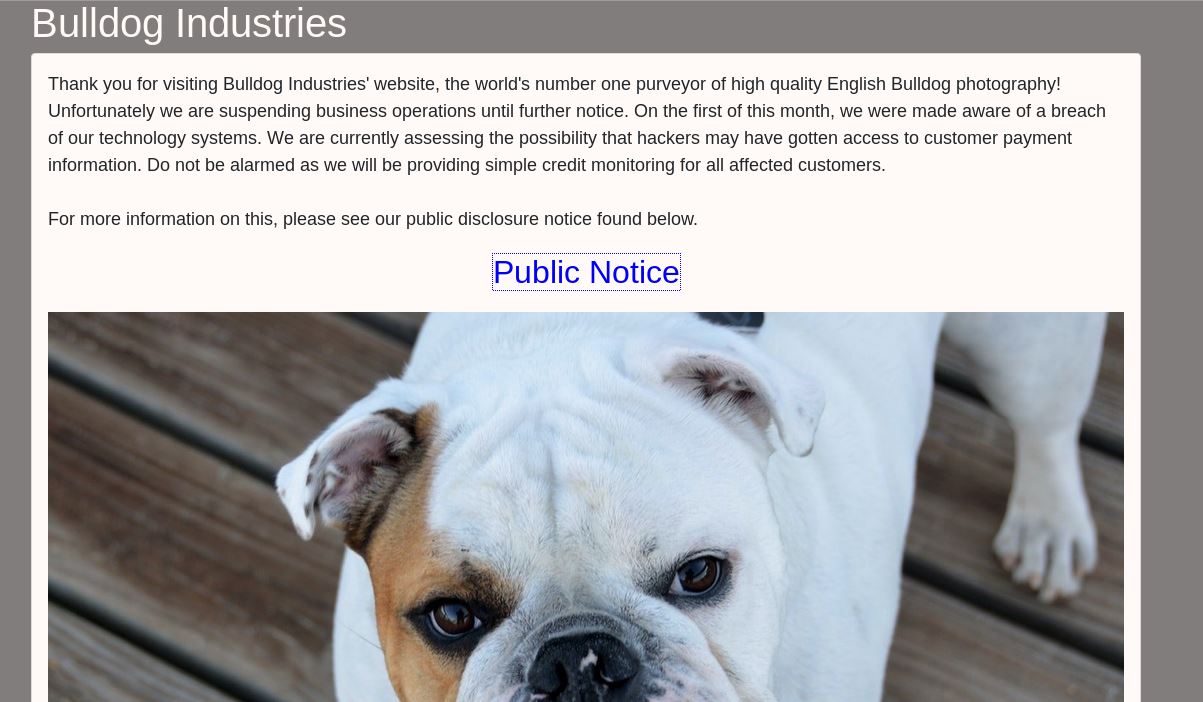 Bulldog Industries
Thank you for visiting Bulldog Industries' website, the world's number one purveyor of high quality English Bulldog photography!
Unfortunately we are suspending business operations until further notice. On the first of this month, we were made aware of a breach
of our technology systems. We are currently assessing the possibility that hackers may have gotten access to customer payment
information. Do not be alarmed as we will be providing simple credit monitoring for all affected customers.
For more information on this, please see our public disclosure notice found below.
Public Notice